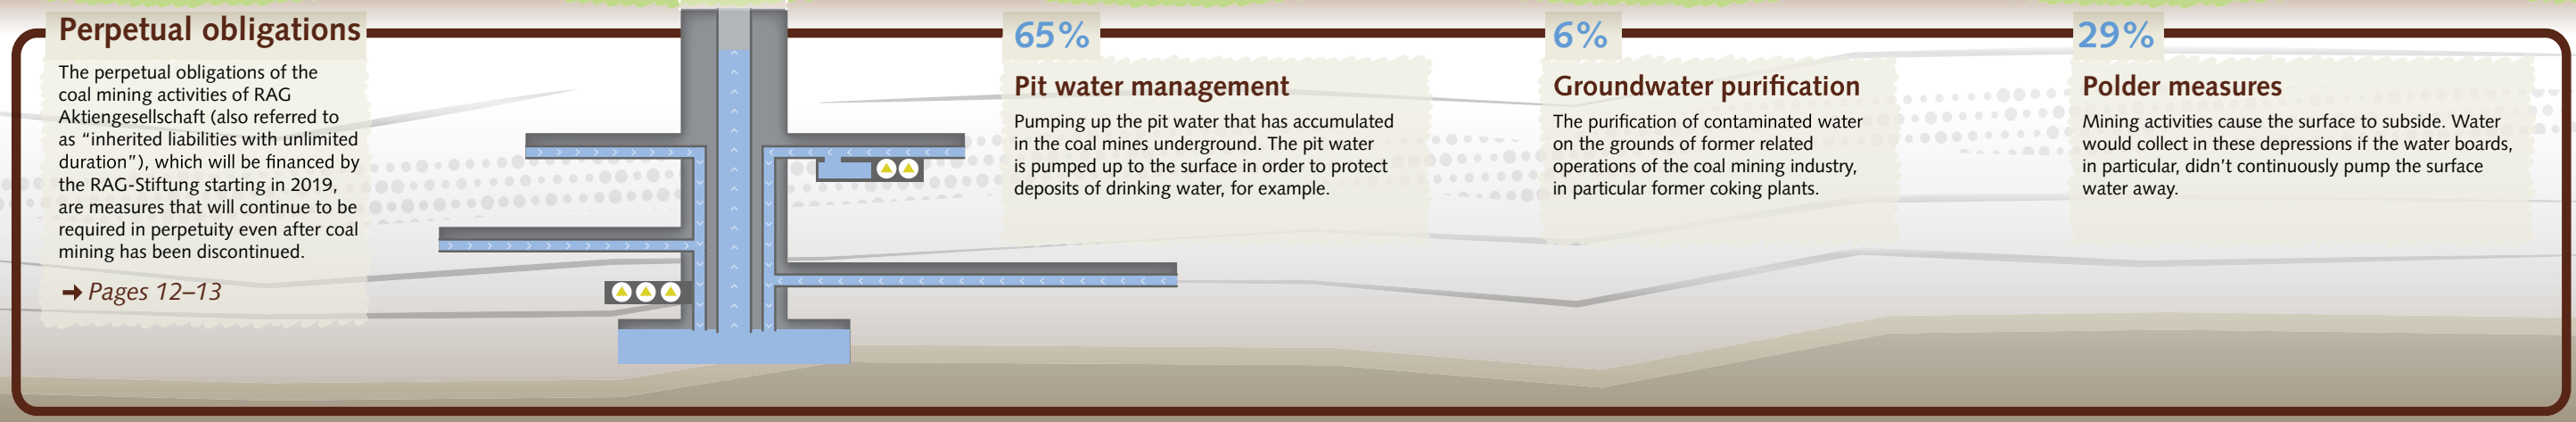 Perpetual obligations
The perpetual obligations of the
coal mining activities of RAG
Aktiengesellschaft (also referred to
as “inherited liabilities with unlimited
duration”), which will be financed by
the RAG-Stiftung starting in 2019,
are measures that will continue to be
required in perpetuity even after coal
mining has been discontinued.
➞ Pages 12–13
65%
Pit water management
Pumping up the pit water that has accumulated
in the coal mines underground. The pit water
is pumped up to the surface in order to protect
deposits of drinking water, for example.
6%
Groundwater purification
The purification of contaminated water
on the grounds of former related
operations of the coal mining industry,
in particular former coking plants.
29%
Polder measures
Mining activities cause the surface to subside. Water
would collect in these depressions if the water boards,
in particular, didn’t continuously pump the surface
water away.